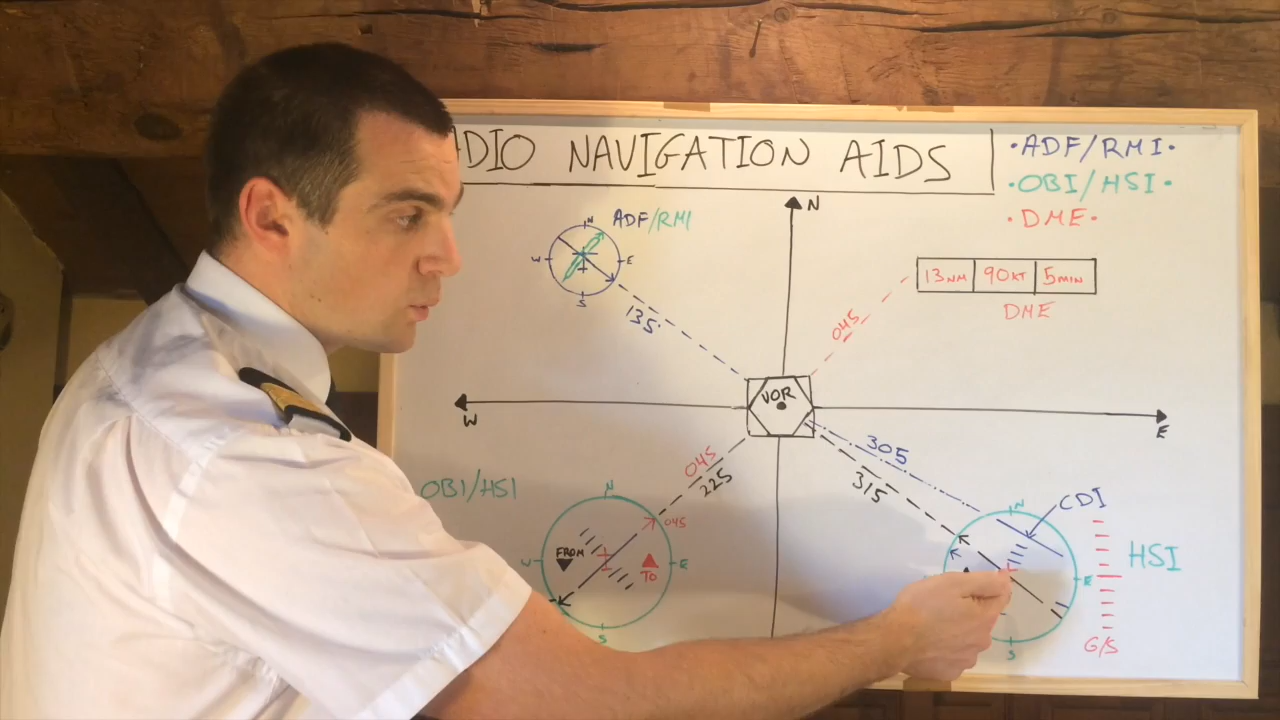 ADIO NAVIGATION AIDS
•ADF/RMI•
•OBI/HSI•
•DME•
N
ADF/RMI
N
W
E
S
135°
045
13NM 90KT 5MIN
DME
VOR
W
E
305
315
045
225
OBI/HSI
N
045
FROM
TO
W
E
S
CDI
N
HSI
E
S
G/S